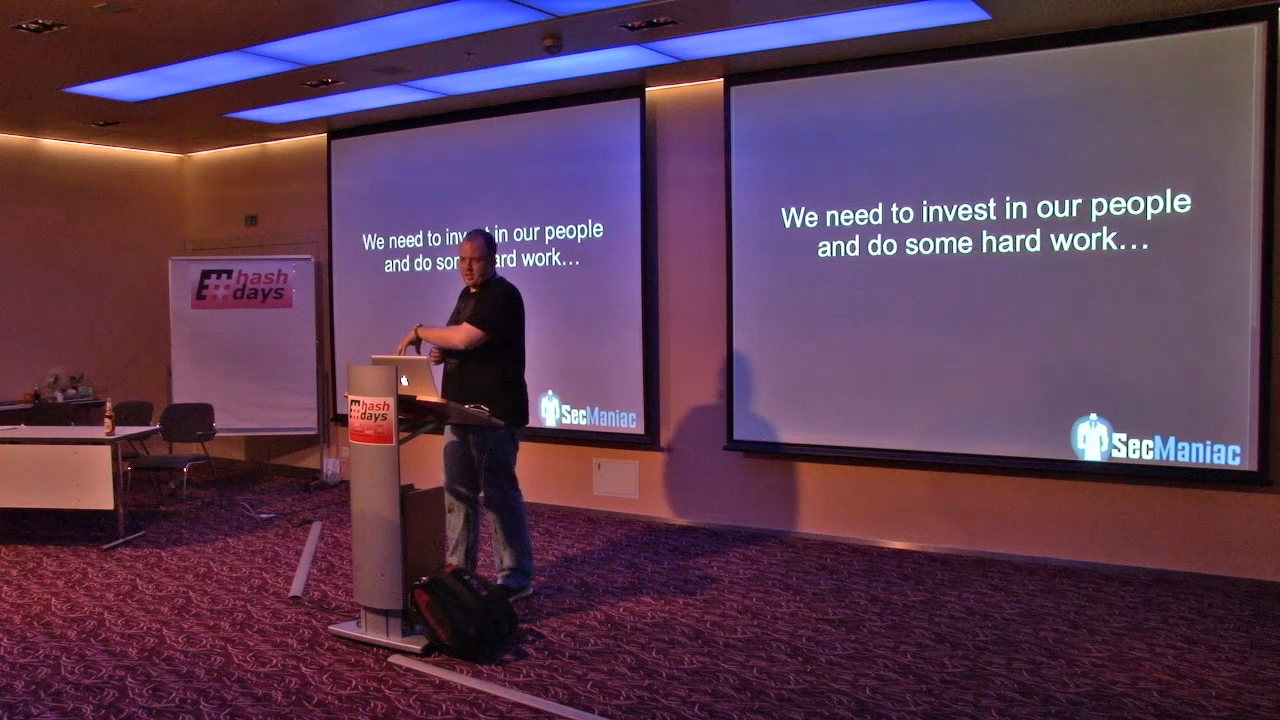 hash
days
We need to invest in our people
and do some hard work…
SecManiac
hash
days
We need to invest in our people
and do some hard work…
SecManiac